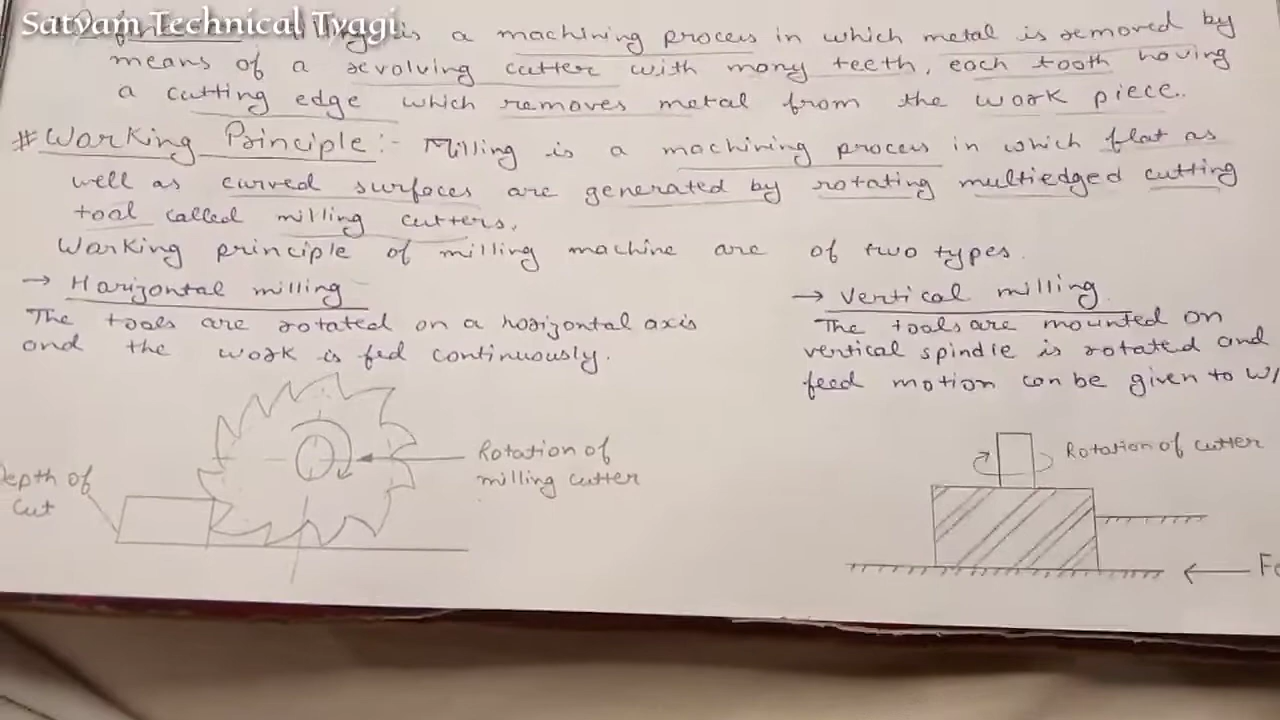 Satyam Technical Tyagi
is a machining process in which metal is removed by
means of a revolving cutter with many teeth, each tooth having
a cutting edge which removes metal from the work piece..
# Working Principle:- Milling is a machining process in which flat as
well as curved surfaces are generated by rotating multiedged cutting
tool called milling cutters.
Working principle of milling machine are of two types.
→ Horizontal milling
The tools are rotated on a horizontal axis
and the work is fed continuously.
→ Vertical milling
The tools are mounted on
vertical spindle is rotated and
feed motion can be given to W/
Depth of
cut
Rotation of
milling cutter
Rotation of cutter